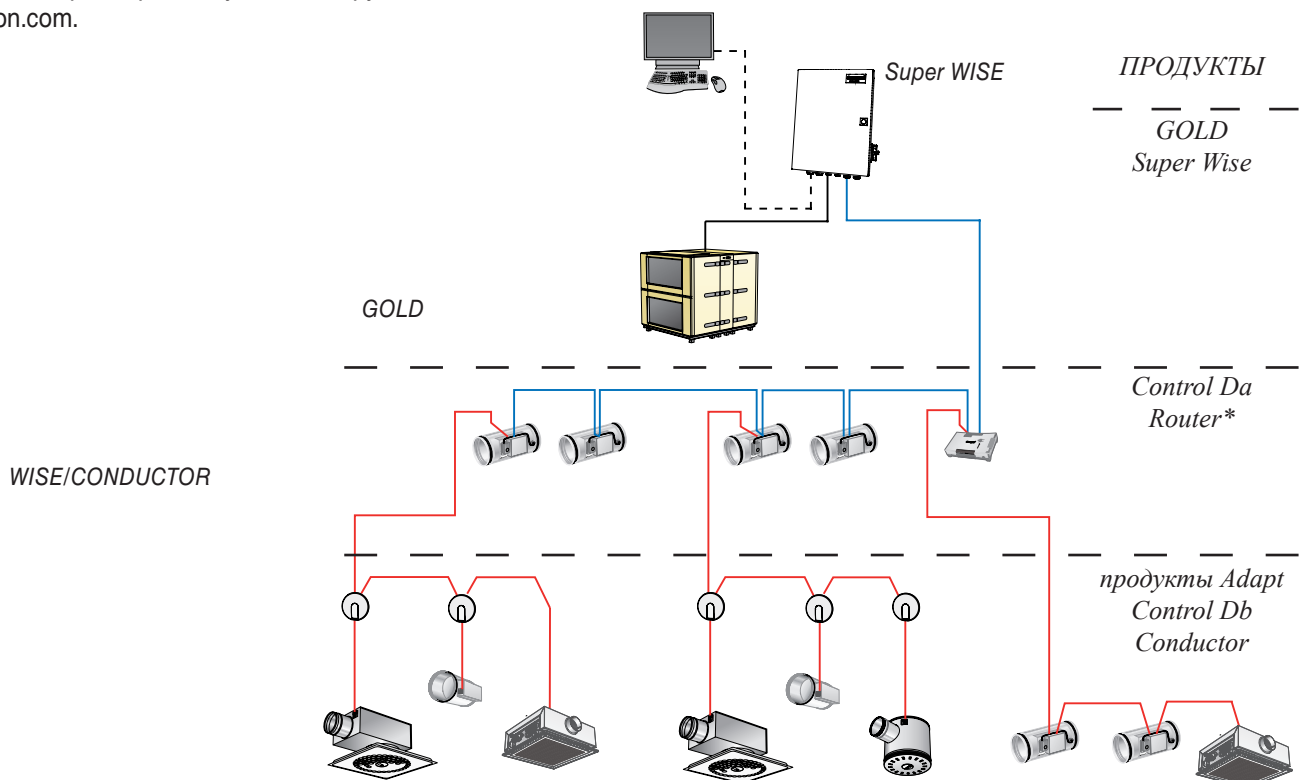 on.com.
Super WISE
ПРОДУКТЫ
GOLD
Super Wise
GOLD
Control Da
Router*
WISE/CONDUCTOR
продукты Adapt
Control Db
Conductor